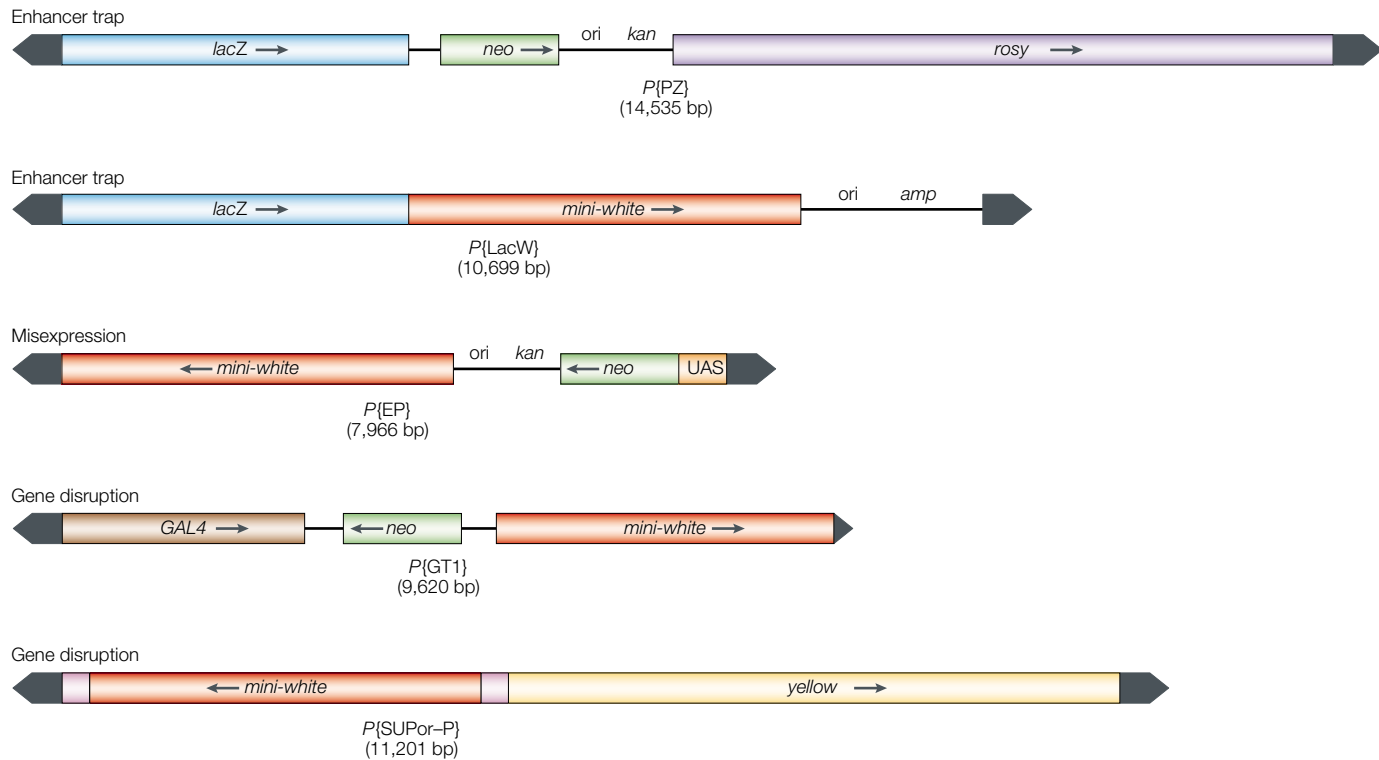 Enhancer trap
lacZ → neo → ori kan rosy →
P{PZ}
(14,535 bp)
Enhancer trap
lacZ → mini-white → ori amp
P{LacW}
(10,699 bp)
Misexpression
← mini-white ori kan ← neo UAS
P{EP}
(7,966 bp)
Gene disruption
GAL4 → ← neo mini-white →
P{GT1}
(9,620 bp)
Gene disruption
← mini-white yellow →
P{SUPor–P}
(11,201 bp)